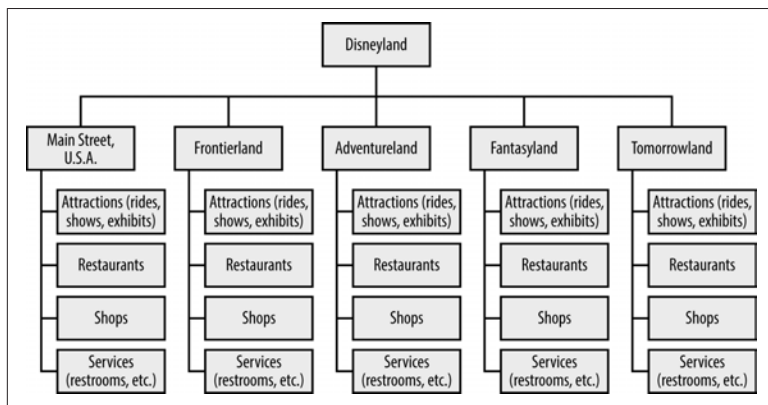 Disneyland
Main Street,
U.S.A.
Frontierland
Adventureland
Fantasyland
Tomorrowland
Attractions (rides,
shows, exhibits)
Attractions (rides,
shows, exhibits)
Attractions (rides,
shows, exhibits)
Attractions (rides,
shows, exhibits)
Attractions (rides,
shows, exhibits)
Restaurants
Restaurants
Restaurants
Restaurants
Restaurants
Shops
Shops
Shops
Shops
Shops
Services
(restrooms, etc.)
Services
(restrooms, etc.)
Services
(restrooms, etc.)
Services
(restrooms, etc.)
Services
(restrooms, etc.)